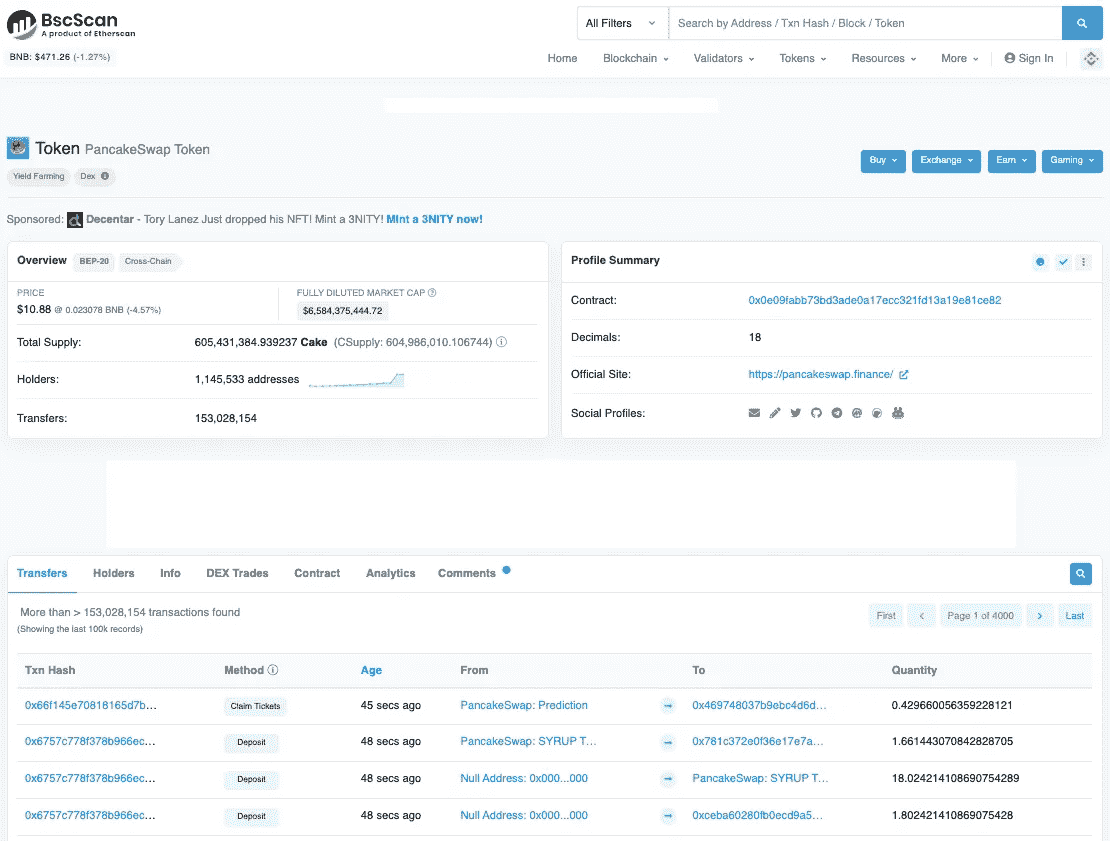 BscScan
A product of Etherscan
All Filters
Search by Address / Txn Hash / Block / Token
BNB: $471.26 (-1.27%)
Home Blockchain Validators Tokens Resources More Sign In
Token PancakeSwap Token
Buy Exchange Earn Gaming
Yield Farming Dex
Sponsored: Decentar - Tory Lanez Just dropped his NFT! Mint a 3NITY! Mint a 3NITY now!
Overview BEP-20 Cross-Chain
PRICE
$10.88 @ 0.023078 BNB (-4.57%)
FULLY DILUTED MARKET CAP
$6,584,375,444.72
Total Supply: 605,431,384.939237 Cake (CSupply: 604,986,010.106744)
Holders: 1,145,533 addresses
Transfers: 153,028,154
Profile Summary
Contract: 0x0e09fabb73bd3ade0a17ecc321fd13a19e81ce82
Decimals: 18
Official Site: https://pancakeswap.finance/
Social Profiles:
Transfers Holders Info DEX Trades Contract Analytics Comments
More than > 153,028,154 transactions found
(Showing the last 100k records)
First Page 1 of 4000 Last
Txn Hash Method Age From To Quantity
0x66f145e70818165d7b... Claim Tickets 45 secs ago PancakeSwap: Prediction 0x469748037b9ebc4d6d... 0.429660056359228121
0x6757c778f378b966ec... Deposit 48 secs ago PancakeSwap: SYRUP T... 0x781c372e0f36e17e7a... 1.661443070842828705
0x6757c778f378b966ec... Deposit 48 secs ago Null Address: 0x000...000 PancakeSwap: SYRUP T... 18.024214108690754289
0x6757c778f378b966ec... Deposit 48 secs ago Null Address: 0x000...000 0xceba60280fb0ecd9a5... 1.802421410869075428